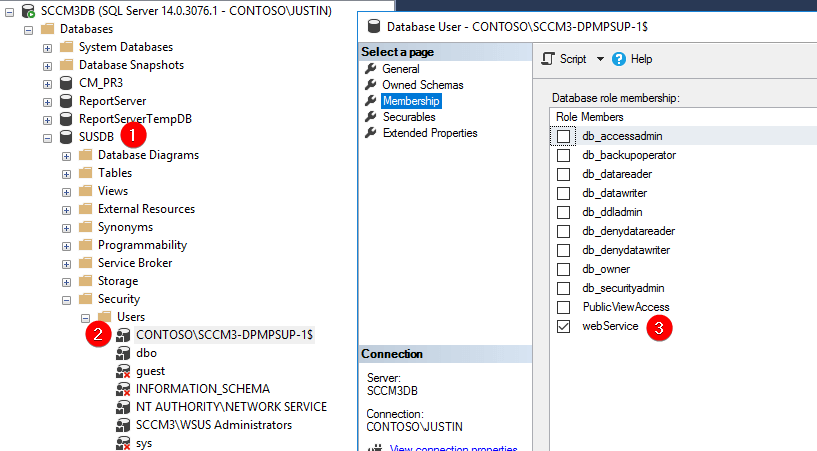 SCCM3DB (SQL Server 14.0.3076.1 - CONTOSO\JUSTIN)
Databases
System Databases
Database Snapshots
CM_PR3
ReportServer
ReportServerTempDB
SUSDB 1
Database Diagrams
Tables
Views
External Resources
Synonyms
Programmability
Service Broker
Storage
Security
Users
2 CONTOSO\SCCM3-DPMPSUP-1$
dbo
guest
INFORMATION_SCHEMA
NT AUTHORITY\NETWORK SERVICE
SCCM3\WSUS Administrators
sys
Database User - CONTOSO\SCCM3-DPMPSUP-1$
Select a page
General
Owned Schemas
Membership
Securables
Extended Properties
Connection
Server:
SCCM3DB
Connection:
CONTOSO\JUSTIN
View connection properties
Script ? Help
Database role membership:
Role Members
db_accessadmin
db_backupoperator
db_datareader
db_datawriter
db_ddladmin
db_denydatareader
db_denydatawriter
db_owner
db_securityadmin
PublicViewAccess
webService 3